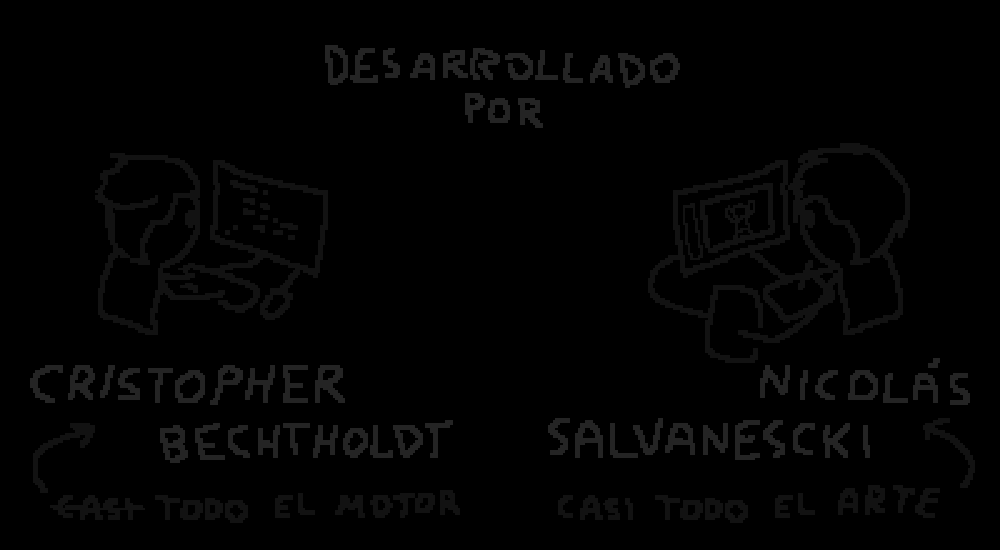 DESARROLLADO
POR
CRISTOPHER
BECHTHOLDT
NICOLÁS
SALVANESCKI
CASI TODO EL MOTOR
CASI TODO EL ARTE